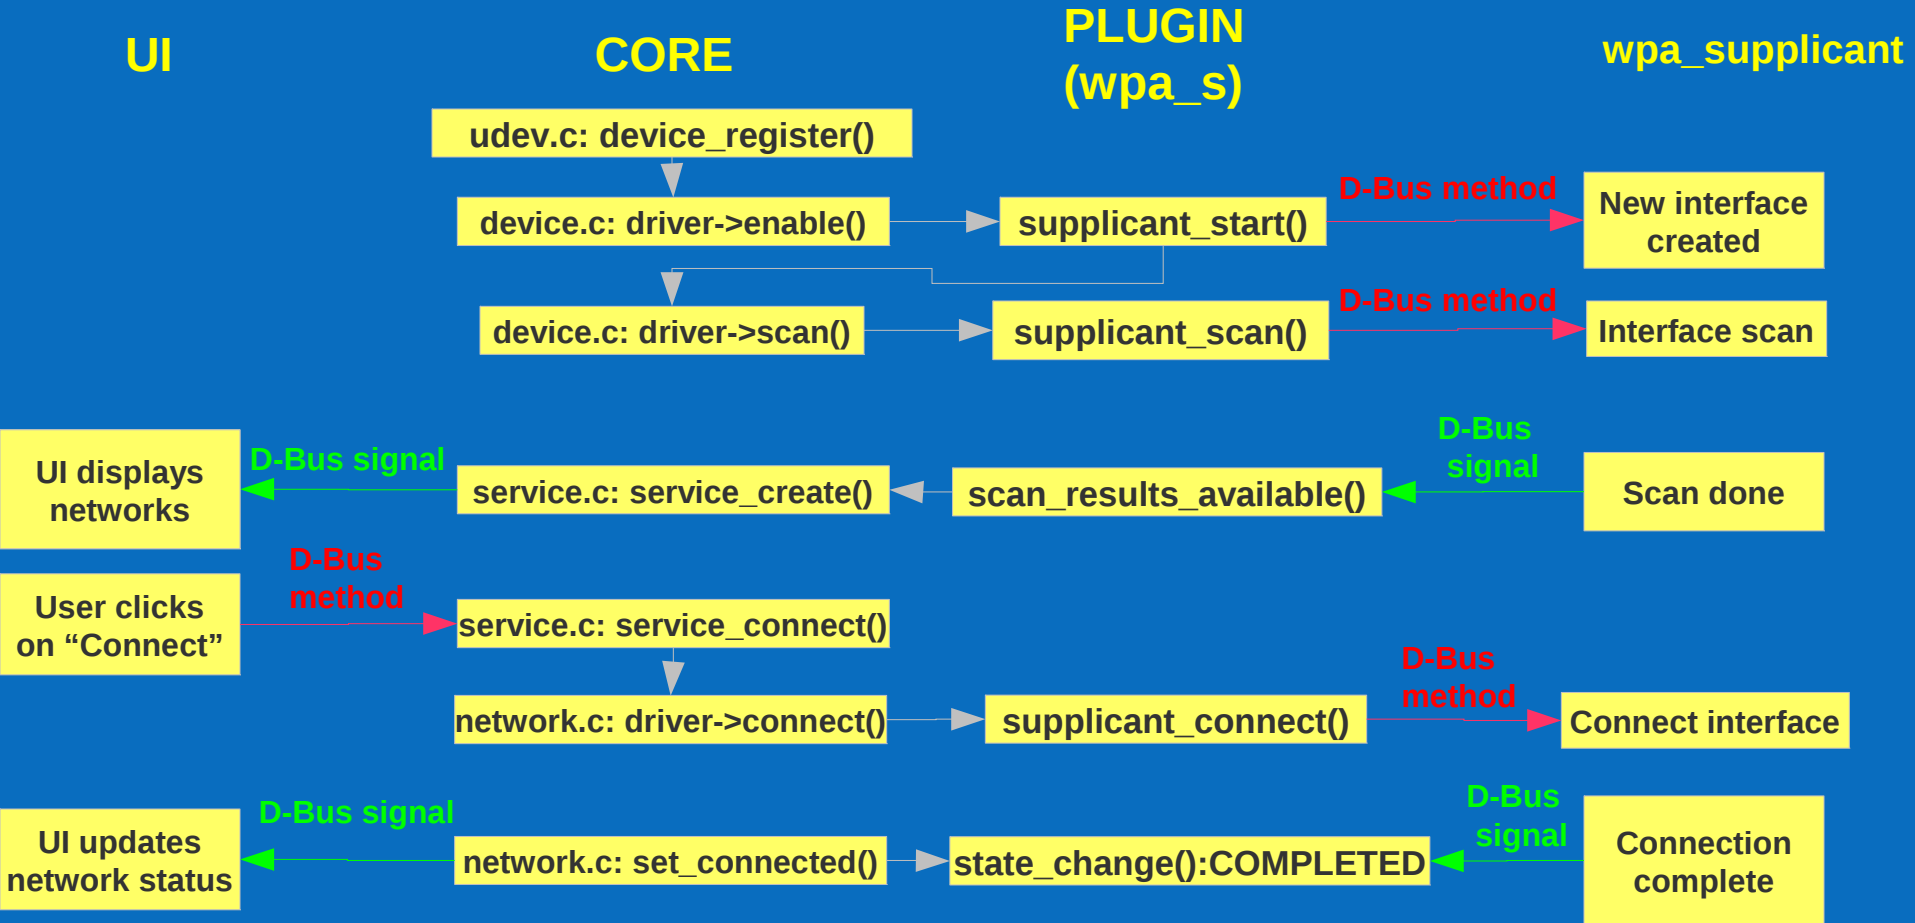 UI
CORE
PLUGIN
(wpa_s)
wpa_supplicant
udev.c: device_register()
device.c: driver->enable()
supplicant_start()
D-Bus method
New interface
created
device.c: driver->scan()
supplicant_scan()
D-Bus method
Interface scan
UI displays
networks
D-Bus signal
service.c: service_create()
scan_results_available()
D-Bus
signal
Scan done
User clicks
on “Connect”
D-Bus
method
service.c: service_connect()
network.c: driver->connect()
supplicant_connect()
D-Bus
method
Connect interface
UI updates
network status
D-Bus signal
network.c: set_connected()
state_change():COMPLETED
D-Bus
signal
Connection
complete